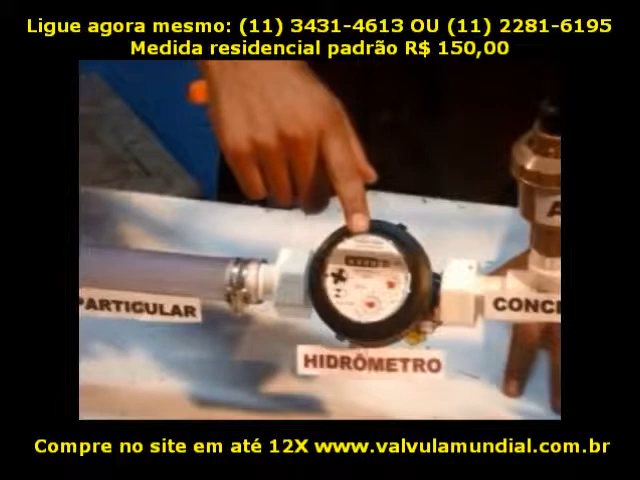 Ligue agora mesmo: (11) 3431-4613 OU (11) 2281-6195
Medida residencial padrão R$ 150,00
PARTICULAR
HIDRÔMETRO
Compre no site em até 12X www.valvulamundial.com.br